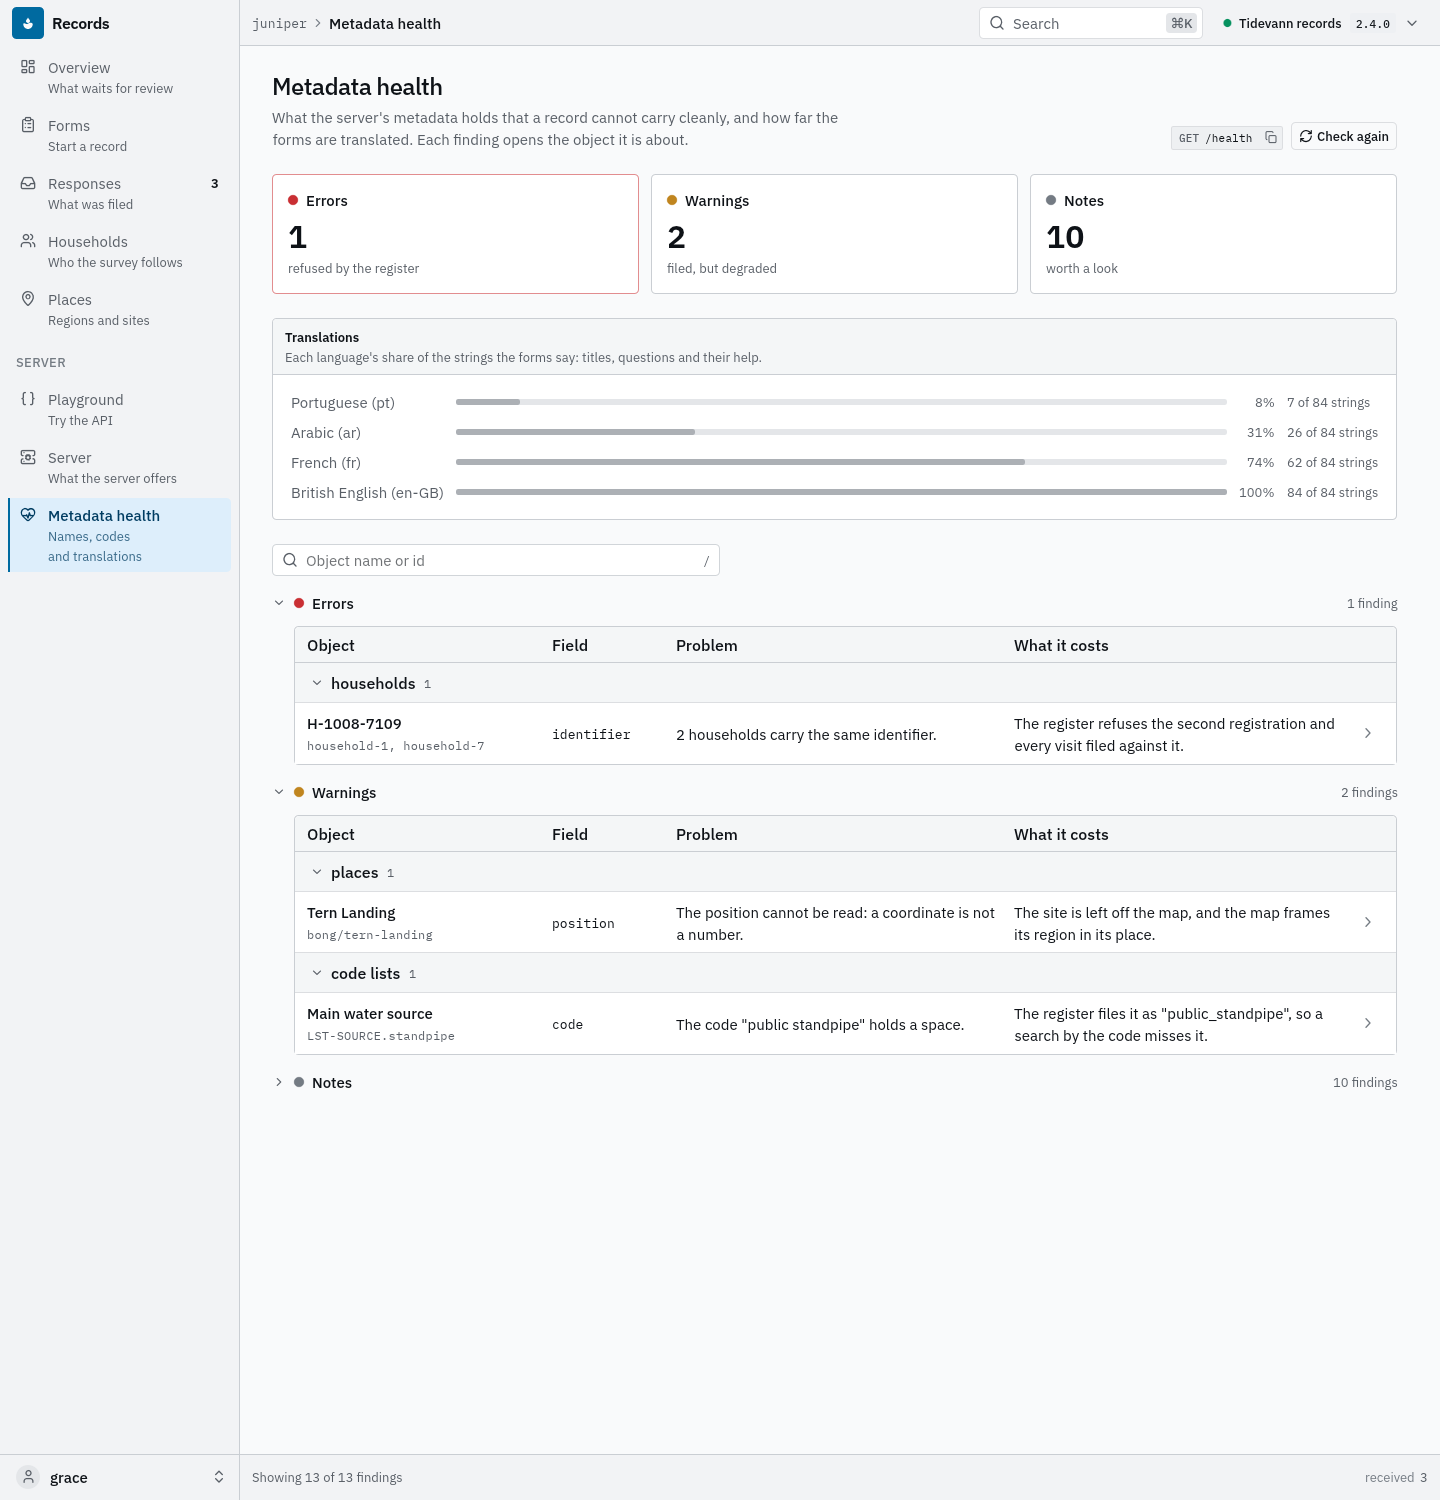 Records
Overview
What waits for review
Forms
Start a record
Responses 3
What was filed
Households
Who the survey follows
Places
Regions and sites
SERVER
Playground
Try the API
Server
What the server offers
Metadata health
Names, codes
and translations
grace
juniper > Metadata health
Search ⌘K
Tidevann records 2.4.0
Metadata health
What the server's metadata holds that a record cannot carry cleanly, and how far the
forms are translated. Each finding opens the object it is about.
GET /health
Check again
Errors
1
refused by the register
Warnings
2
filed, but degraded
Notes
10
worth a look
Translations
Each language's share of the strings the forms say: titles, questions and their help.
Portuguese (pt) 8% 7 of 84 strings
Arabic (ar) 31% 26 of 84 strings
French (fr) 74% 62 of 84 strings
British English (en-GB) 100% 84 of 84 strings
Object name or id /
Errors 1 finding
Object Field Problem What it costs
households 1
H-1008-7109
household-1, household-7
identifier
2 households carry the same identifier.
The register refuses the second registration and
every visit filed against it.
Warnings 2 findings
Object Field Problem What it costs
places 1
Tern Landing
bong/tern-landing
position
The position cannot be read: a coordinate is not
a number.
The site is left off the map, and the map frames
its region in its place.
code lists 1
Main water source
LST-SOURCE.standpipe
code
The code "public standpipe" holds a space.
The register files it as "public_standpipe", so a
search by the code misses it.
Notes 10 findings
Showing 13 of 13 findings
received 3